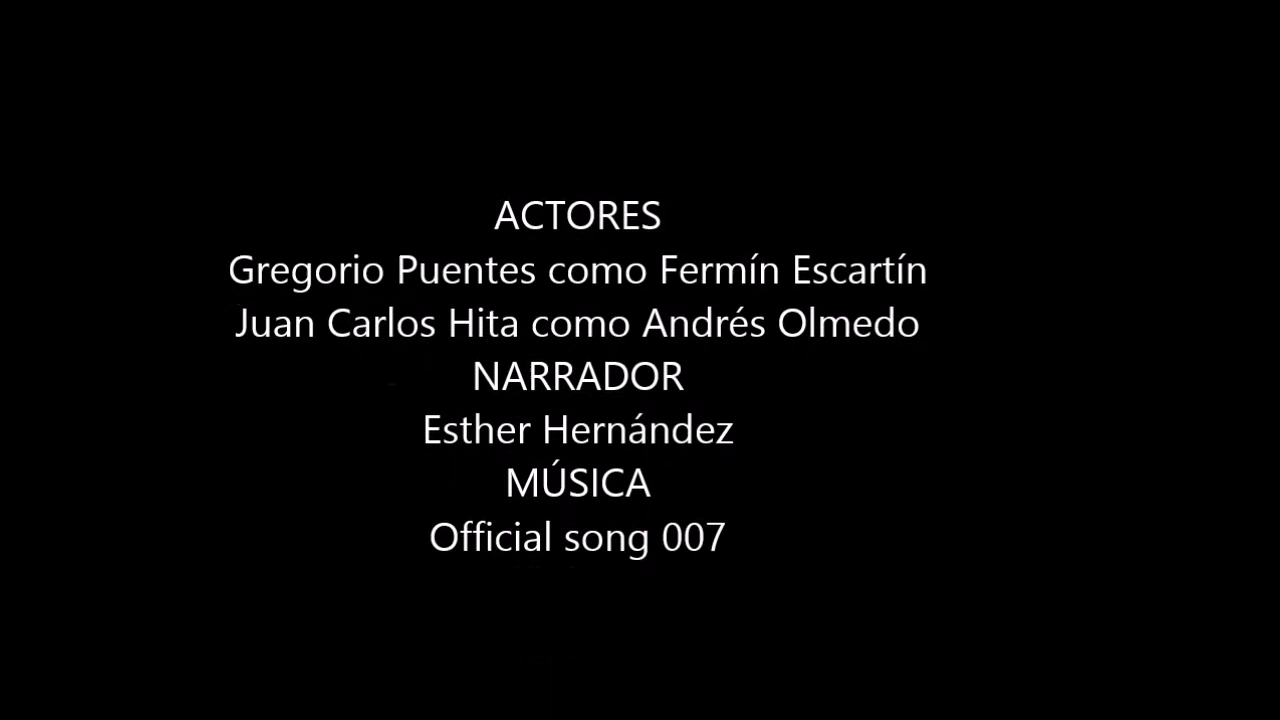 ACTORES
Gregorio Puentes como Fermín Escartín
Juan Carlos Hita como Andrés Olmedo
NARRADOR
Esther Hernández
MÚSICA
Official song 007